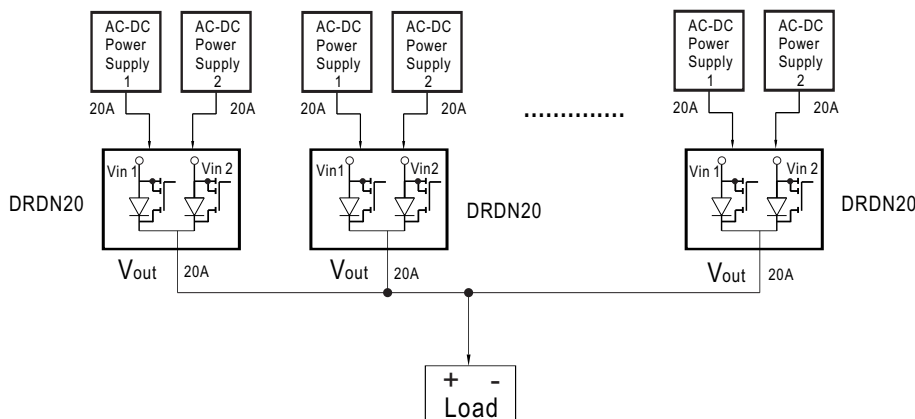 AC-DC
Power
Supply
1
AC-DC
Power
Supply
2
AC-DC
Power
Supply
1
AC-DC
Power
Supply
2
AC-DC
Power
Supply
1
AC-DC
Power
Supply
2
20A
20A
20A
20A
20A
20A
..............
Vin 1
Vin 2
Vin1
Vin2
Vin 1
Vin2
DRDN20
DRDN20
DRDN20
Vout
20A
Vout
20A
Vout
20A
+ -
Load